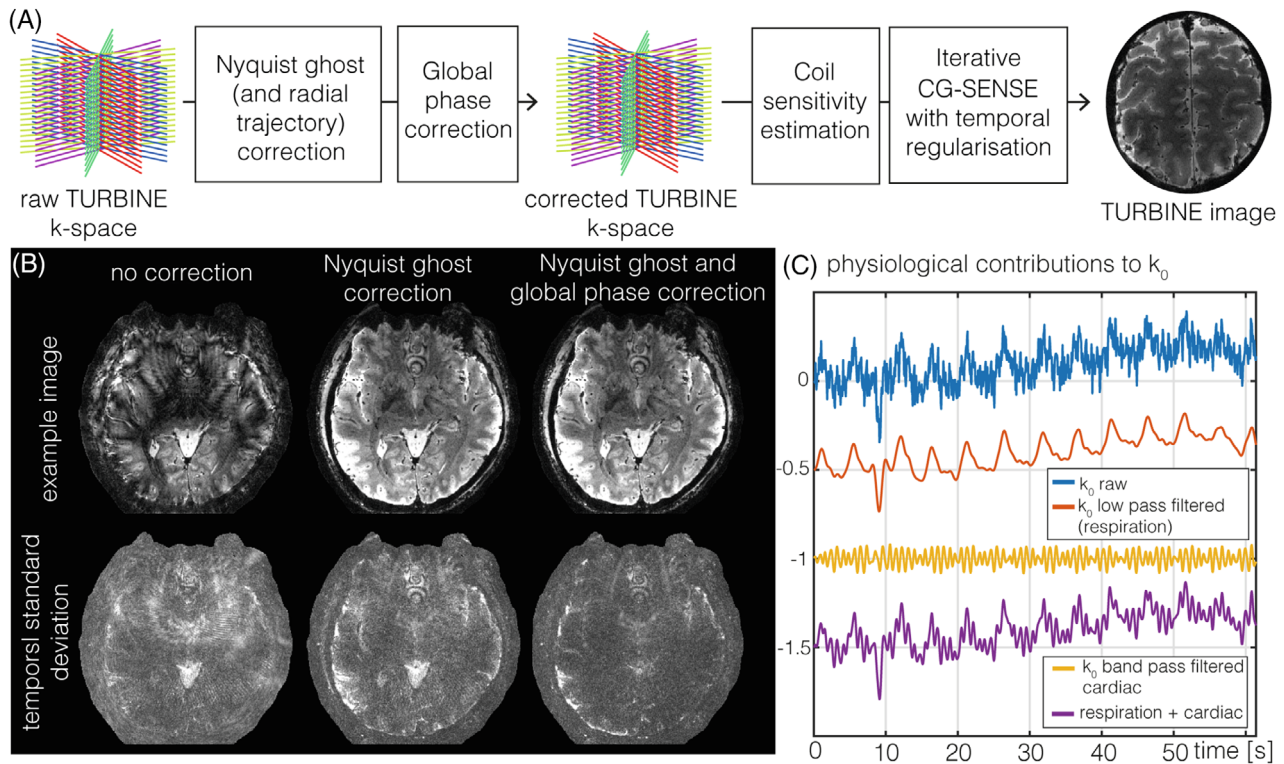 (A)
raw TURBINE
k-space
Nyquist ghost
(and radial
trajectory)
correction
Global
phase
correction
corrected TURBINE
k-space
Coil
sensitivity
estimation
Iterative
CG-SENSE
with temporal
regularisation
TURBINE image
(B)
no correction
Nyquist ghost
correction
Nyquist ghost and
global phase correction
example image
temporsl standard
deviation
(C) physiological contributions to k0
0
-0.5
-1
-1.5
k0 raw
k0 low pass filtered
(respiration)
k0 band pass filtered
cardiac
respiration + cardiac
0 10 20 30 40 50 time [s]